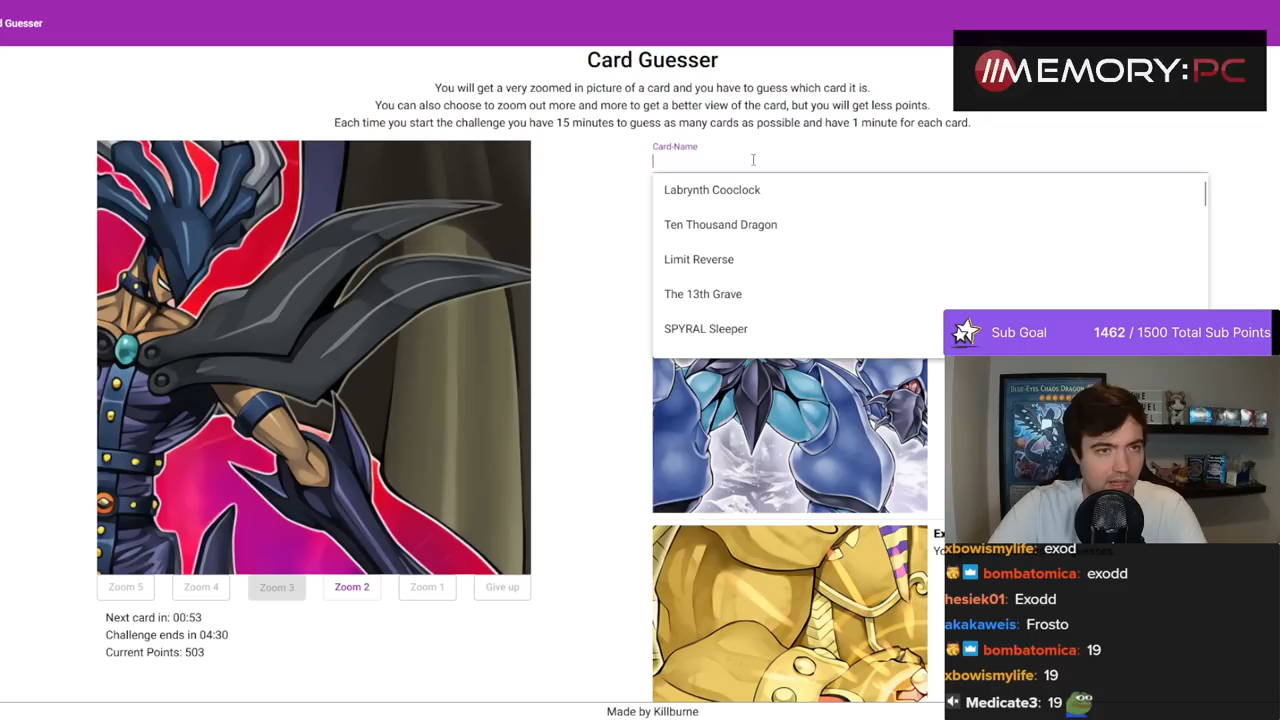 d Guesser
//MEMORY:PC
Card Guesser
You will get a very zoomed in picture of a card and you have to guess which card it is.
You can also choose to zoom out more and more to get a better view of the card, but you will get less points.
Each time you start the challenge you have 15 minutes to guess as many cards as possible and have 1 minute for each card.
Card-Name
Labrynth Cooclock
Ten Thousand Dragon
Limit Reverse
The 13th Grave
SPYRAL Sleeper
Sub Goal 1462 / 1500 Total Sub Points
BLUE-EYES CHAOS DRAGON
Ex
xbowismylife: exod
bombatomica: exodd
hesiek01: Exodd
akakaweis: Frosto
bombatomica: 19
xbowismylife: 19
Medicate3: 19
Zoom 5 Zoom 4 Zoom 3 Zoom 2 Zoom 1 Give up
Next card in: 00:53
Challenge ends in 04:30
Current Points: 503
Made by Killburne